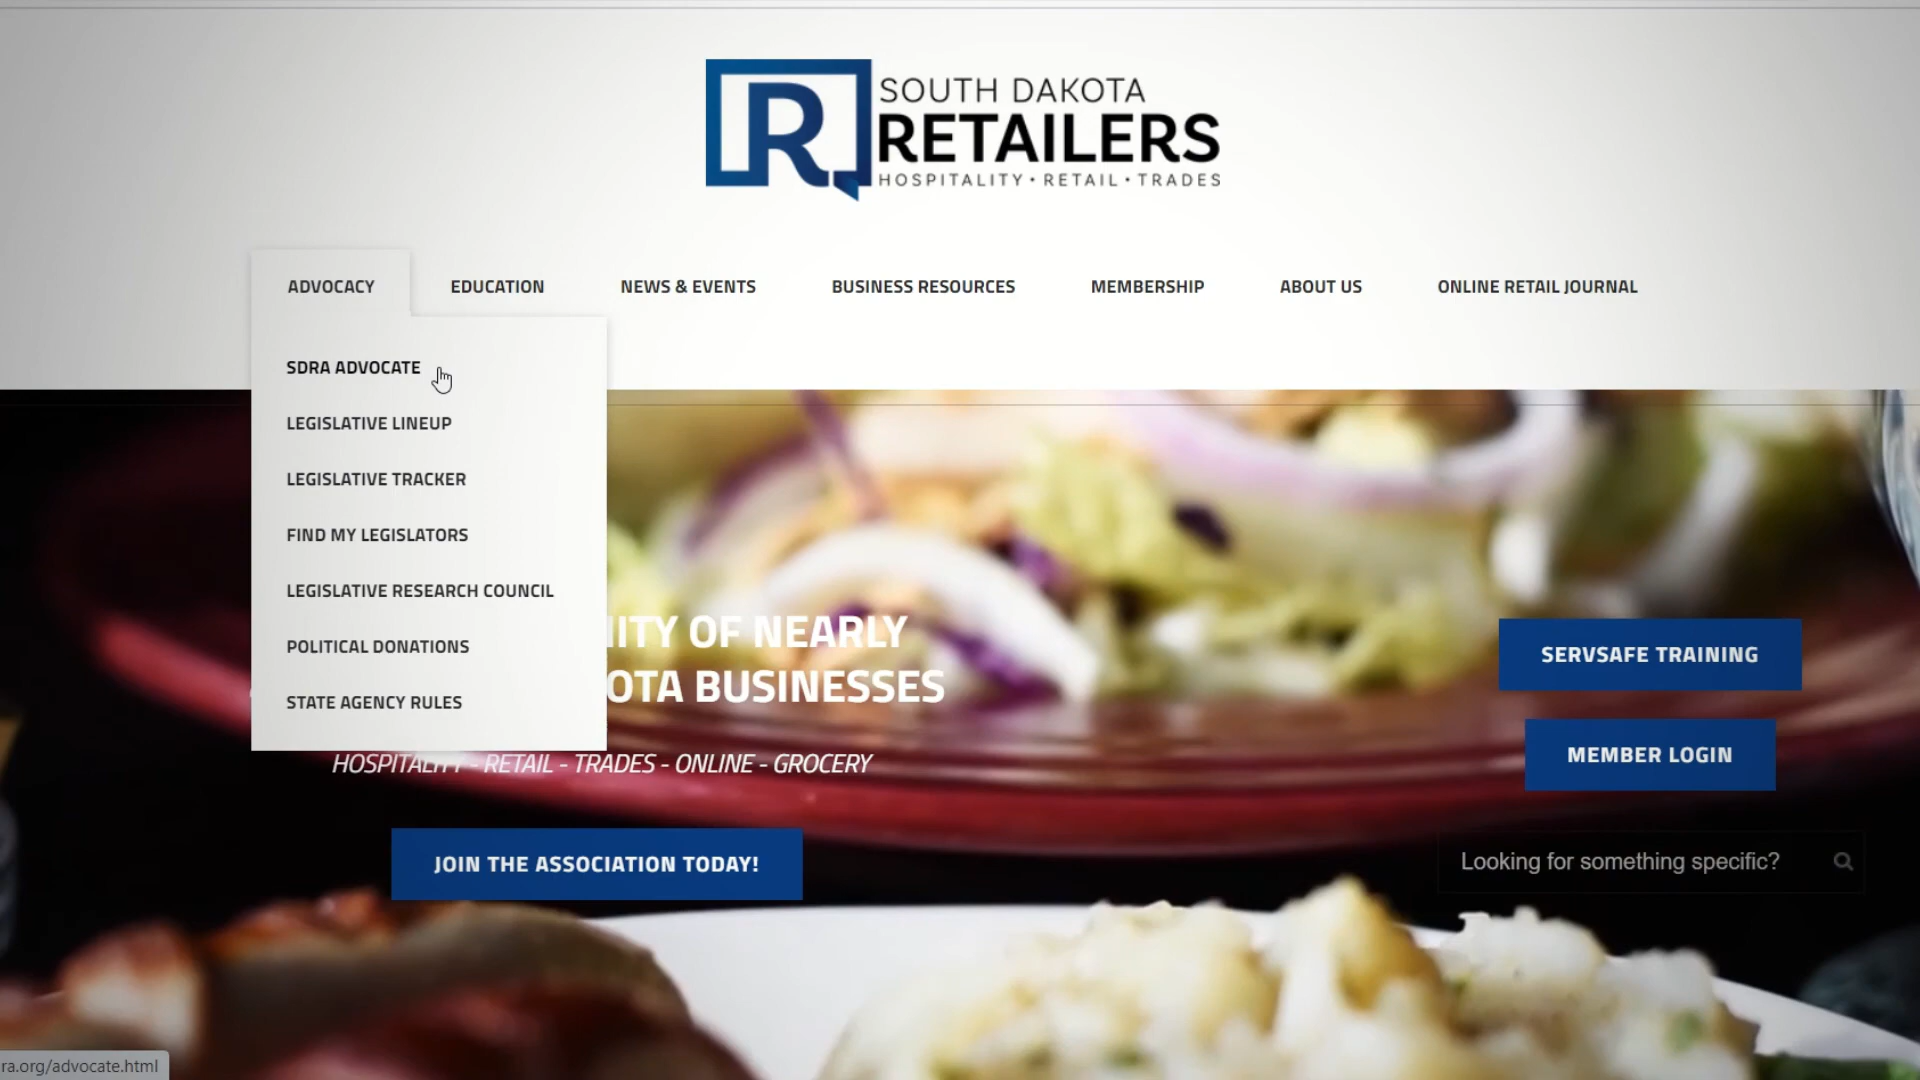 SOUTH DAKOTA
RETAILERS
HOSPITALITY · RETAIL · TRADES
ADVOCACY
EDUCATION
NEWS & EVENTS
BUSINESS RESOURCES
MEMBERSHIP
ABOUT US
ONLINE RETAIL JOURNAL
SDRA ADVOCATE
LEGISLATIVE LINEUP
LEGISLATIVE TRACKER
FIND MY LEGISLATORS
LEGISLATIVE RESEARCH COUNCIL
POLITICAL DONATIONS
STATE AGENCY RULES
OF NEARLY
BUSINESSES
HOSPITALITY - RETAIL - TRADES - ONLINE - GROCERY
JOIN THE ASSOCIATION TODAY!
SERVSAFE TRAINING
MEMBER LOGIN
Looking for something specific?
ra.org/advocate.html